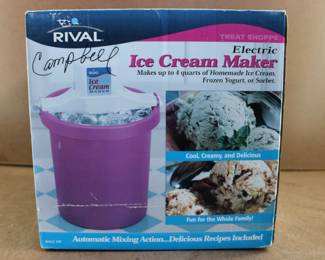 RIVAL
TREAT SHOPPE
Campbell
Electric
Ice Cream Maker
Makes up to 4 quarts of Homemade Ice Cream,
Frozen Yogurt, or Sorbet.
RIVAL
Ice
Cream
MAKER
Cool, Creamy, and Delicious
Fun for the Whole Family!
Automatic Mixing Action...Delicious Recipes Included